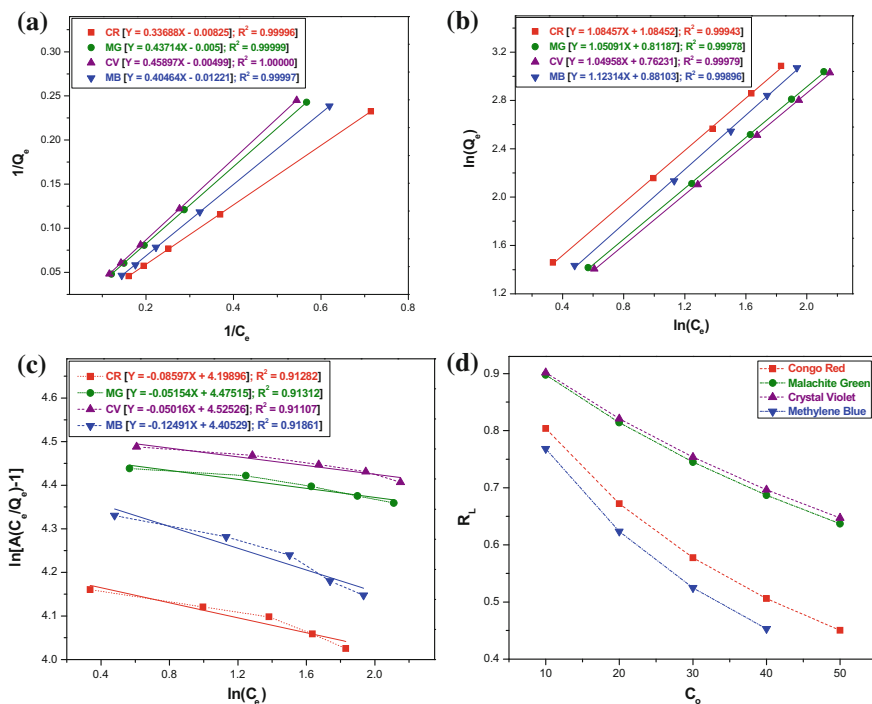 (a)
CR [Y = 0.33688X - 0.00825]; R² = 0.99996]
MG [Y = 0.43714X - 0.005; R² = 0.99999]
CV [Y = 0.45897X - 0.00499; R² = 1.00000]
MB [Y = 0.40464X - 0.01221; R² = 0.99997]
0.30
0.25
0.20
0.15
0.10
0.05
1/Qe
0.2
0.4
0.6
0.8
1/Ce
(b)
CR [Y = 1.08457X + 1.08452]; R² = 0.99943]
MG [Y = 1.05091X + 0.81187; R² = 0.99978]
CV [Y = 1.04958X + 0.76231; R² = 0.99979]
MB [Y = 1.12314X + 0.88103; R² = 0.99896]
3.6
3.0
2.4
1.8
1.2
ln(Qe)
0.0
0.6
1.2
1.8
2.4
ln(Ce)
(c)
CR [Y = -0.08597X + 4.19896]; R² = 0.91282]
MG [Y = -0.05154X + 4.47515]; R² = 0.91312]
CV [Y = -0.05016X + 4.52526]; R² = 0.91107]
MB [Y = -0.12491X + 4.40529]; R² = 0.91861]
4.6
4.5
4.4
4.3
4.2
4.1
4.0
ln[A(Ce/Qe)-1]
0.4
0.8
1.2
1.6
2.0
ln(Ce)
(d)
Congo Red
Malachite Green
Crystal Violet
Methylene Blue
0.9
0.8
0.7
0.6
0.5
0.4
RL
10
20
30
40
50
Co